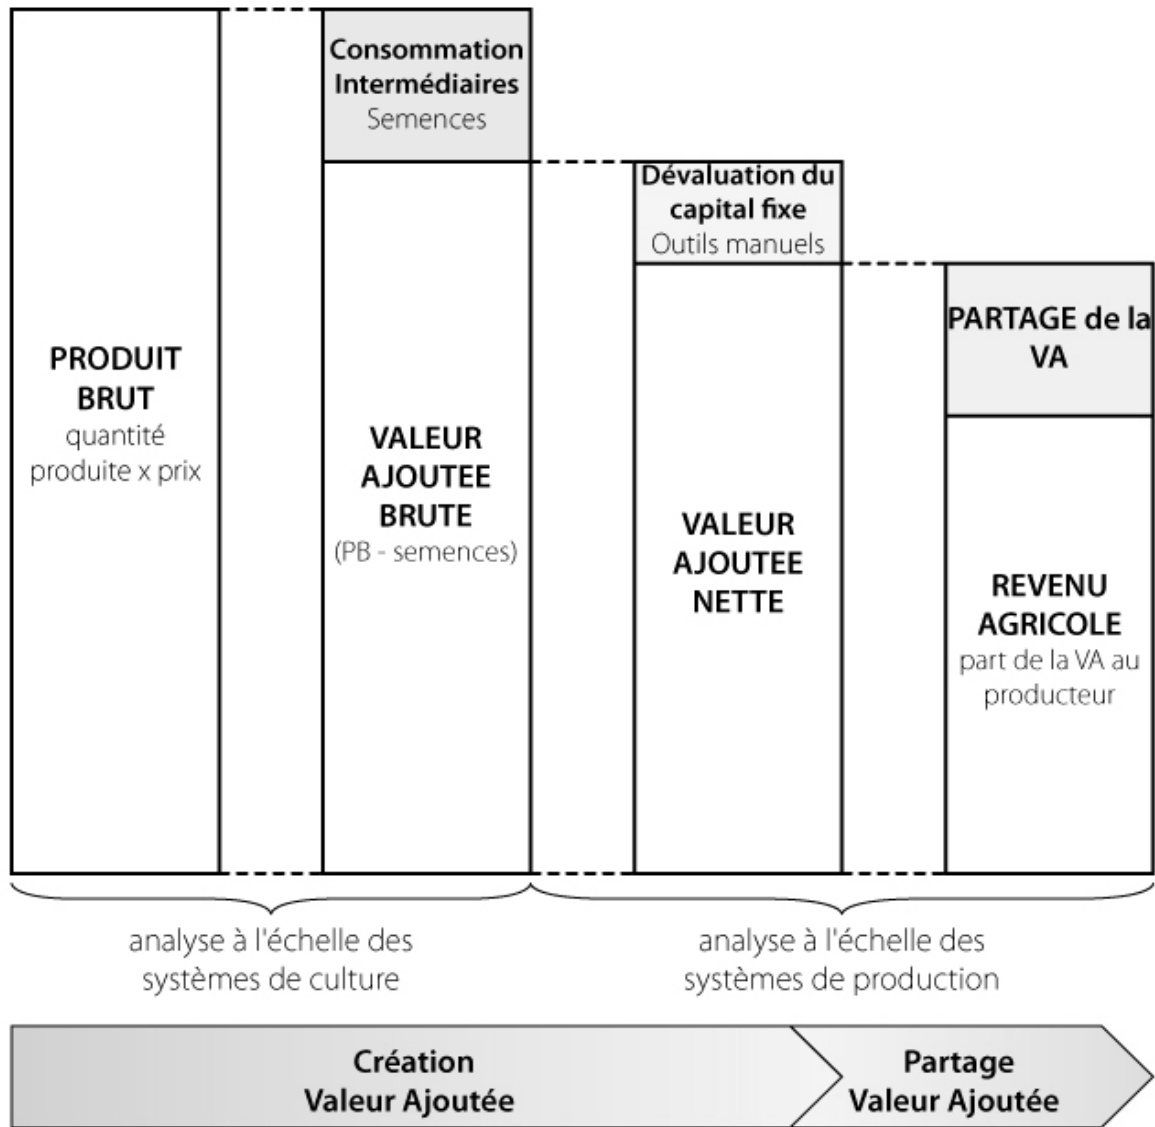 PRODUIT
BRUT
quantité
produite x prix
Consommation
Intermédiaires
Semences
VALEUR
AJOUTEE
BRUTE
(PB - semences)
Dévaluation du
capital fixe
Outils manuels
VALEUR
AJOUTEE
NETTE
PARTAGE de la
VA
REVENU
AGRICOLE
part de la VA au
producteur
analyse à l'échelle des
systèmes de culture
analyse à l'échelle des
systèmes de production
Création
Valeur Ajoutée
Partage
Valeur Ajoutée